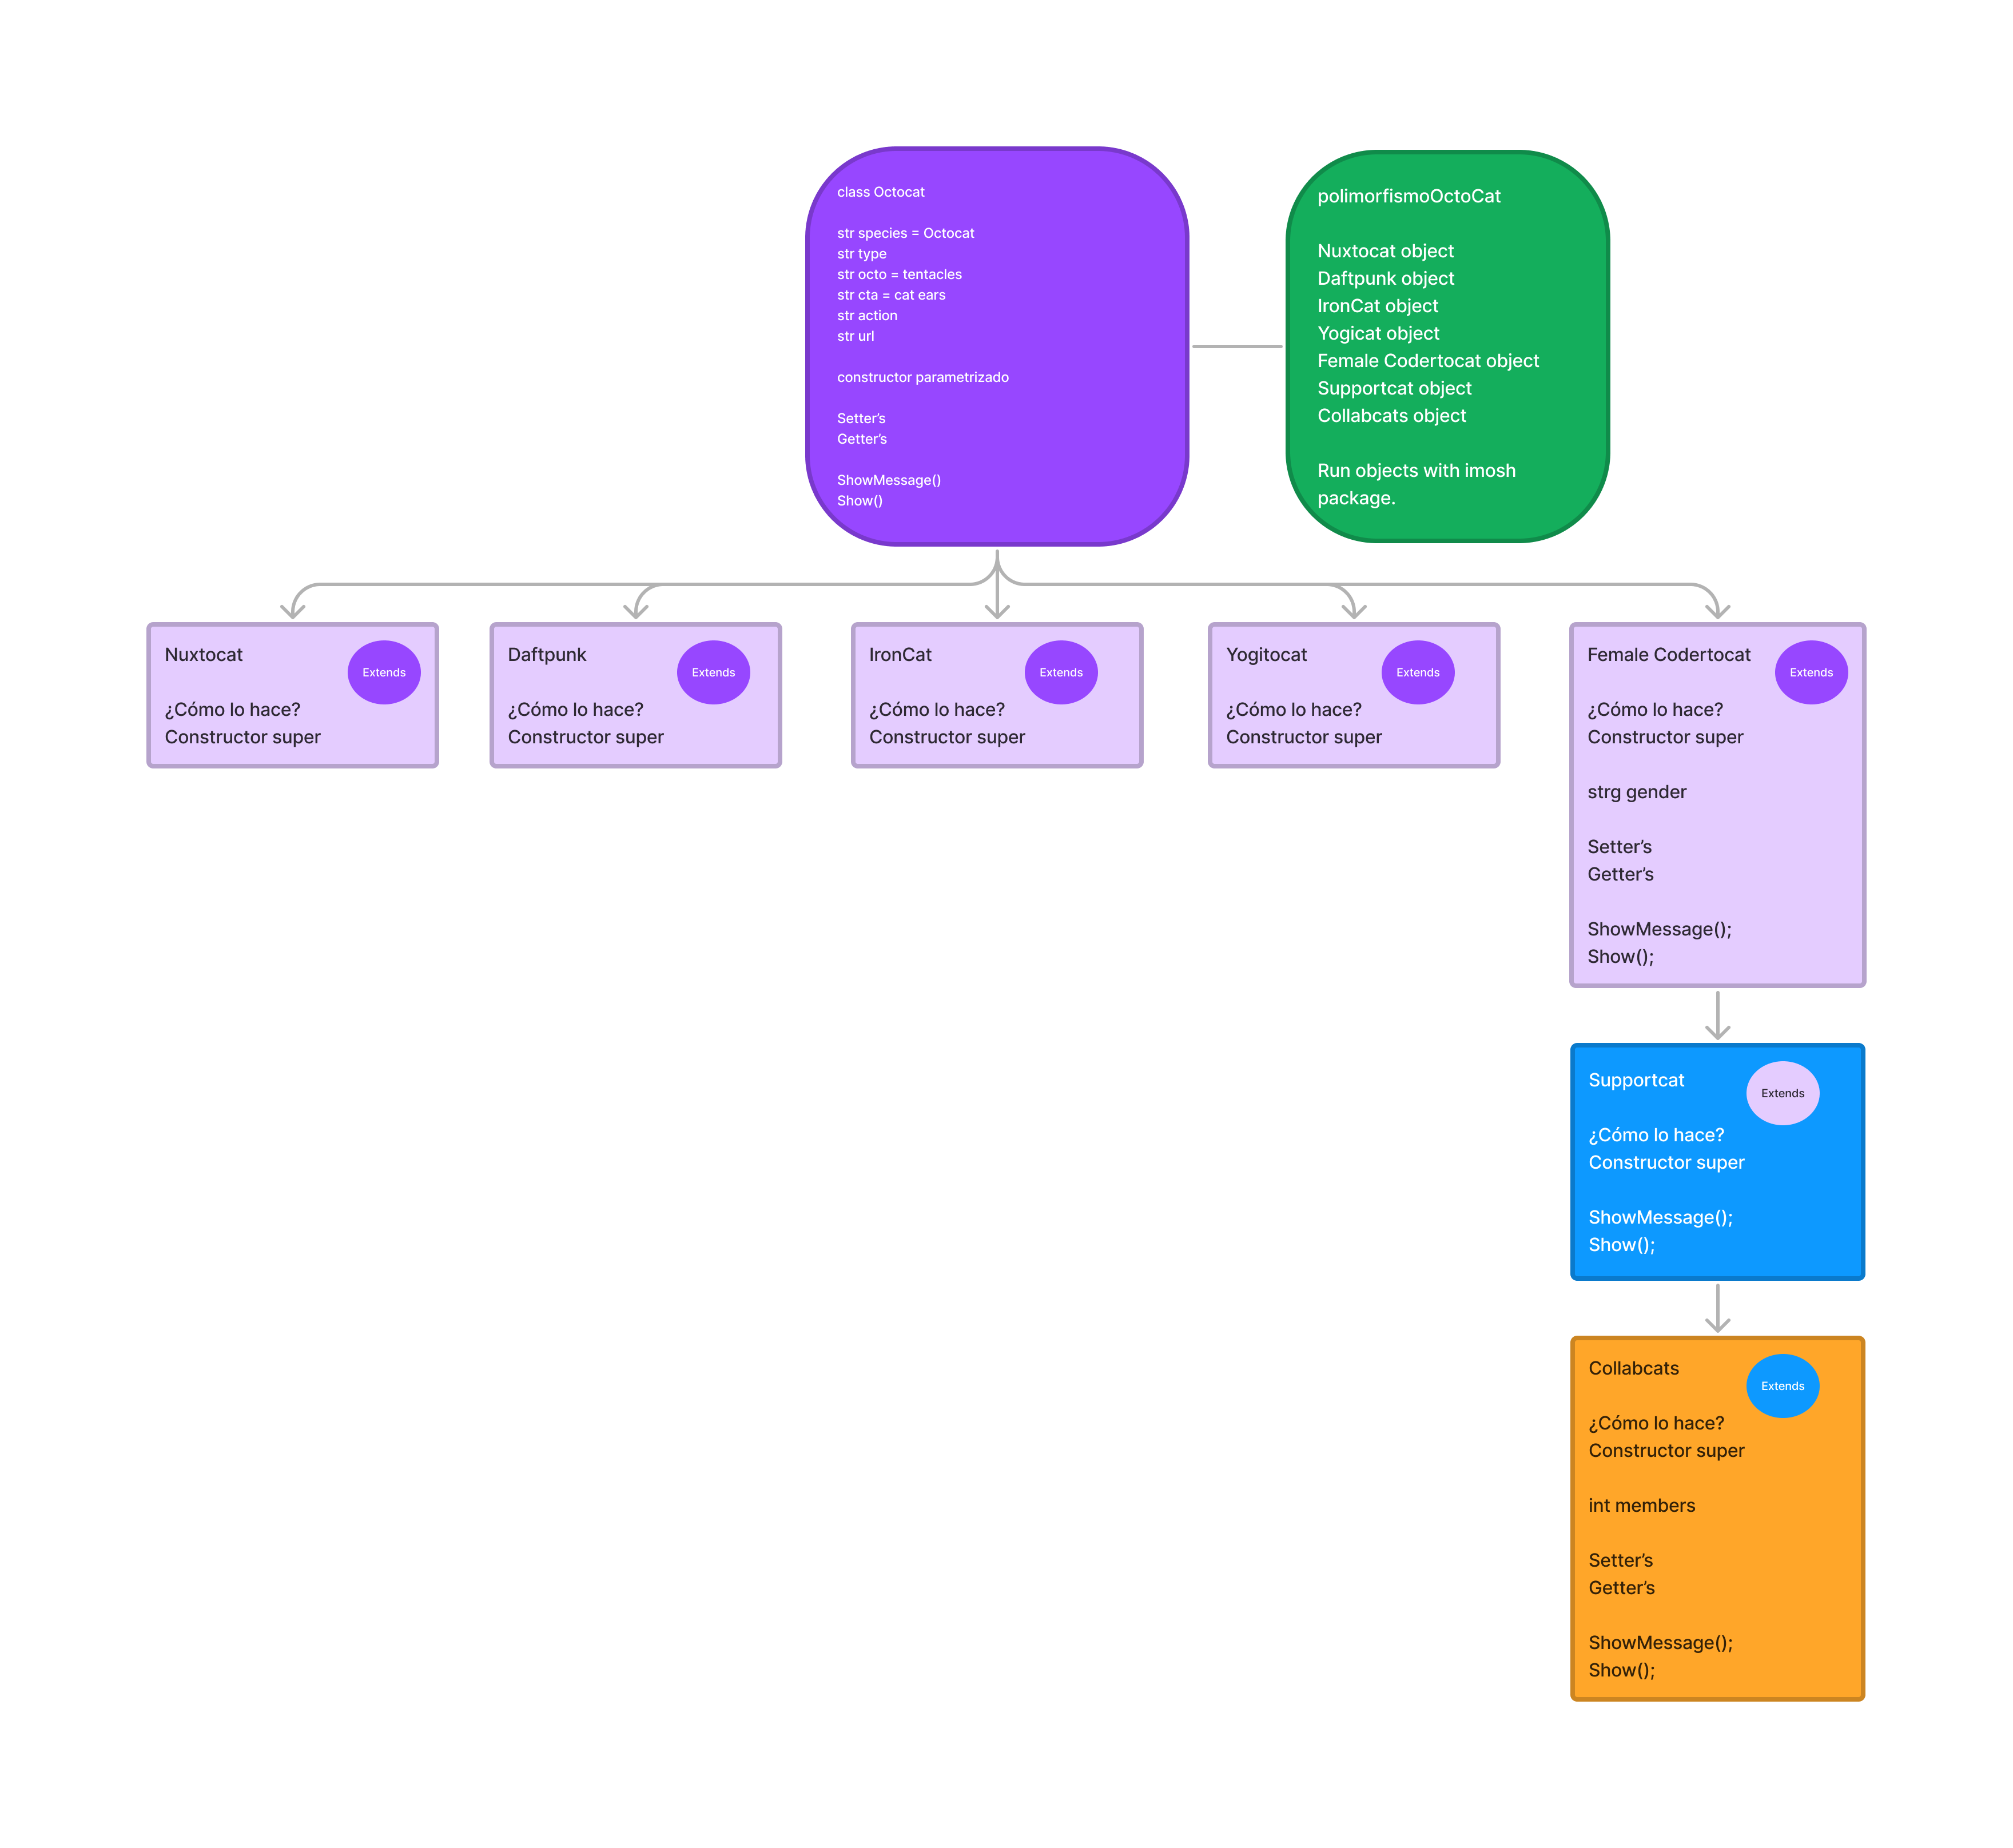 class Octocat
str species = Octocat
str type
str octo = tentacles
str cta = cat ears
str action
str url
constructor parametrizado
Setter’s
Getter’s
ShowMessage()
Show()
polimorfismoOctoCat
Nuxtocat object
Daftpunk object
IronCat object
Yogicat object
Female Codertocat object
Supportcat object
Collabcats object
Run objects with imosh
package.
Nuxtocat
Extends
¿Cómo lo hace?
Constructor super
Daftpunk
Extends
¿Cómo lo hace?
Constructor super
IronCat
Extends
¿Cómo lo hace?
Constructor super
Yogitocat
Extends
¿Cómo lo hace?
Constructor super
Female Codertocat
Extends
¿Cómo lo hace?
Constructor super
strg gender
Setter’s
Getter’s
ShowMessage();
Show();
Supportcat
Extends
¿Cómo lo hace?
Constructor super
ShowMessage();
Show();
Collabcats
Extends
¿Cómo lo hace?
Constructor super
int members
Setter’s
Getter’s
ShowMessage();
Show();